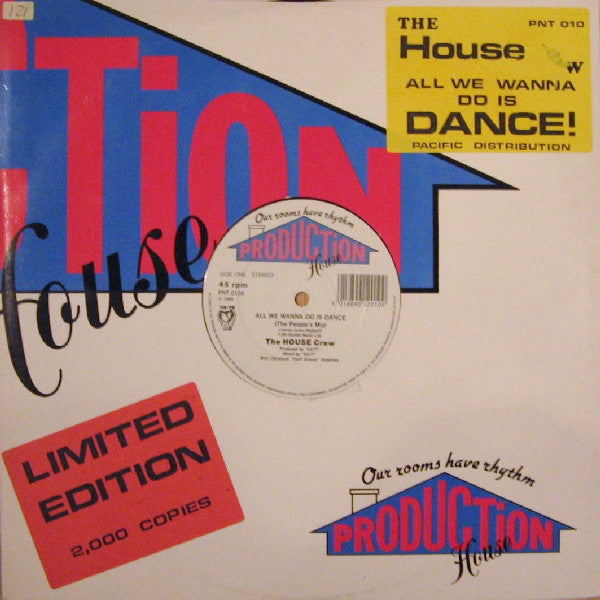 121
TION
House
THE
PNT 010
House
W
ALL WE WANNA
DO IS
DANCE!
PACIFIC DISTRIBUTION
Our rooms have rhythm
PRODUCTION
House
SIDE ONE STEREO
45 rpm
PNT 010A
ALL WE WANNA DO IS DANCE
(The People's Mix)
The HOUSE Crew
LIMITED
EDITION
2,000 COPIES
Our rooms have rhythm
PRODUCTION
House